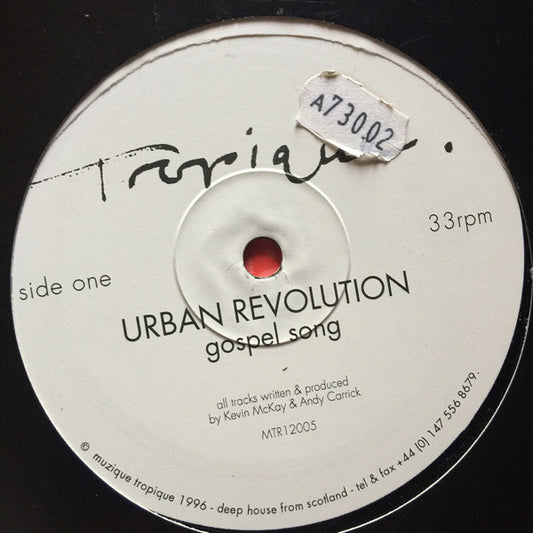 A730.02
Tropique.
33rpm
side one
URBAN REVOLUTION
gospel song
all tracks written & produced
by Kevin McKay & Andy Carrick
MTR12005
© muzique tropique 1996 - deep house from scotland - tel & fax +44 (0) 147 556 8679.